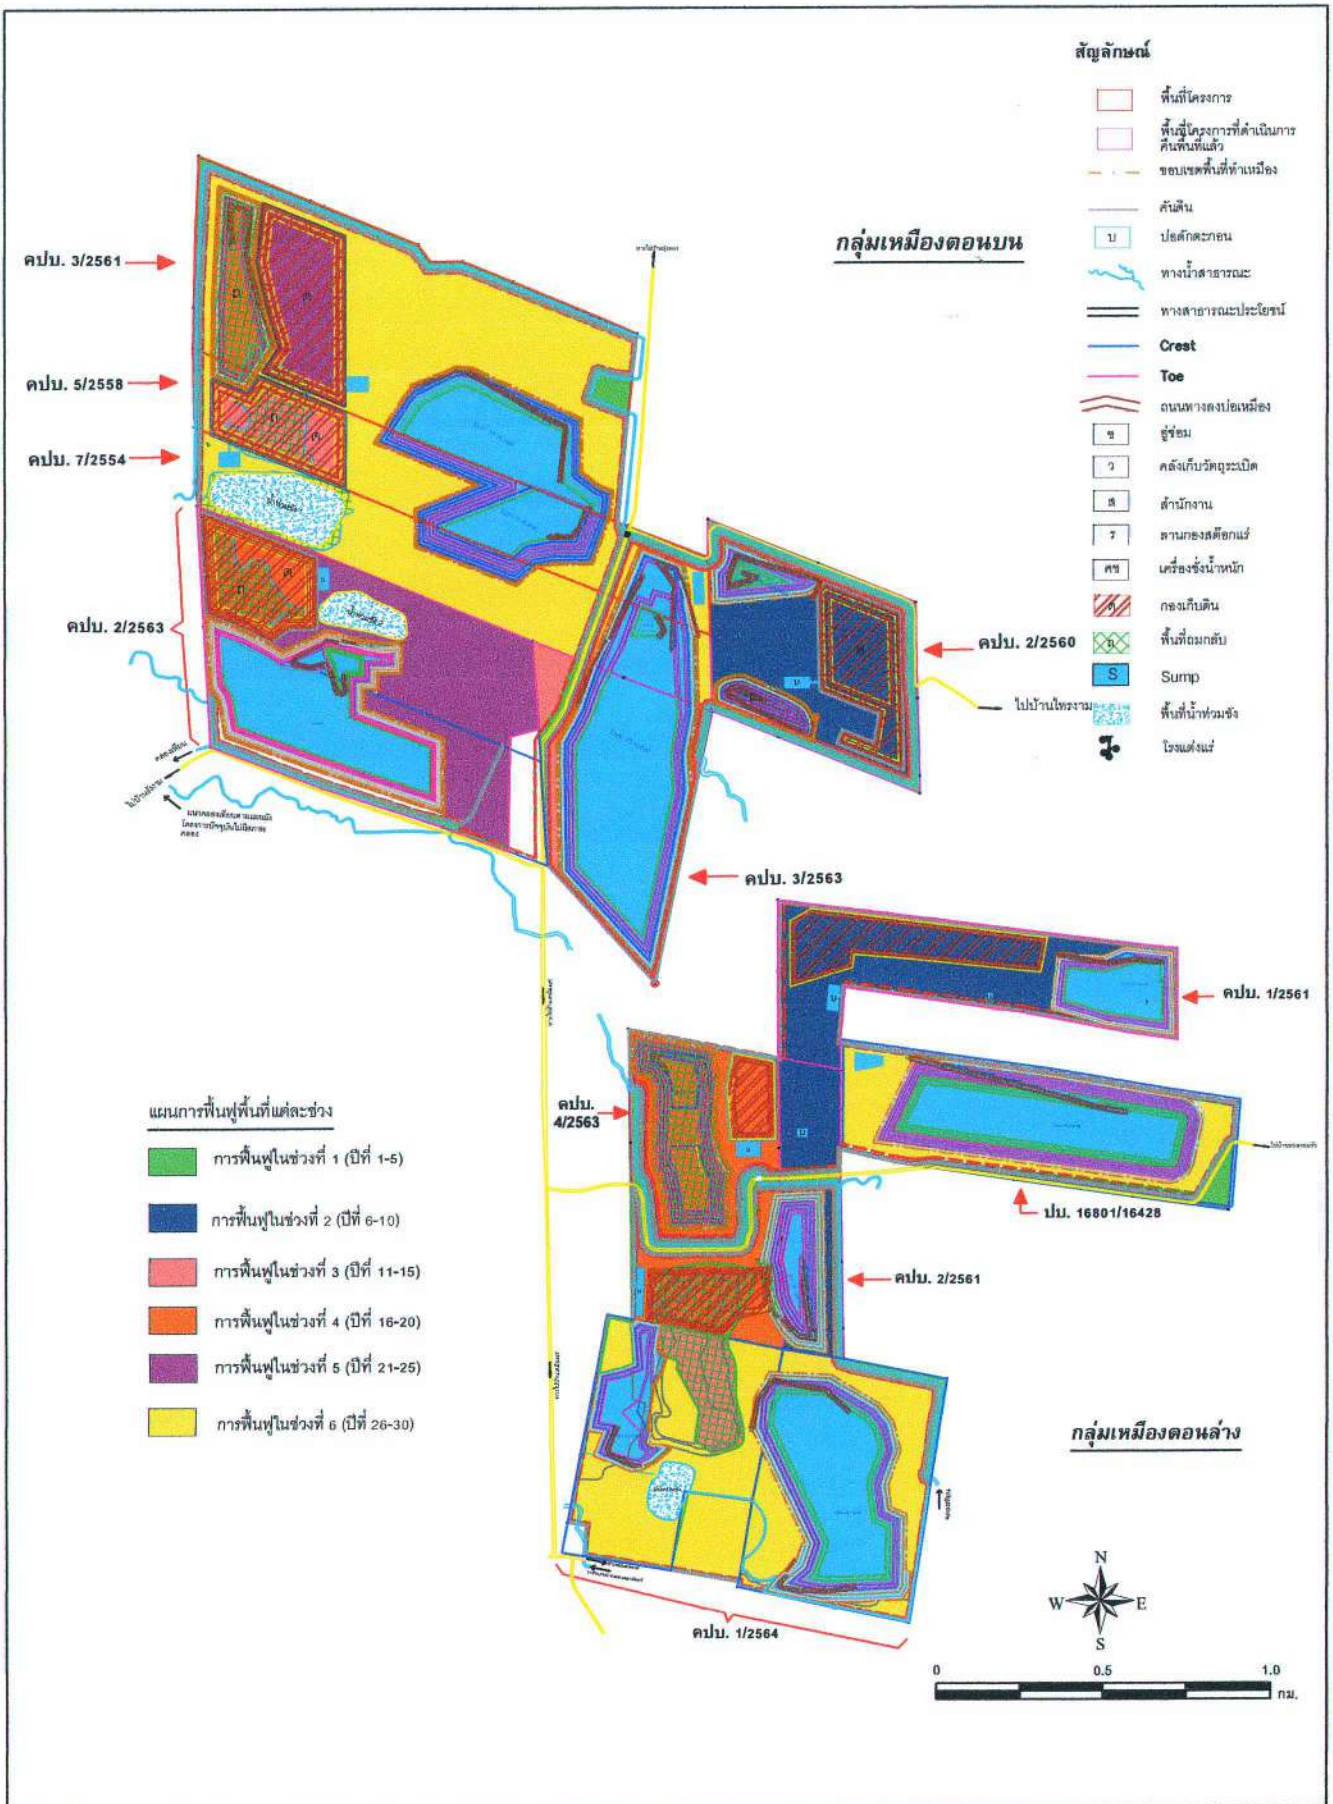 สัญลักษณ์
พื้นที่โครงการ
พื้นที่โครงการที่ดำเนินการ
คืนพื้นที่แล้ว
ขอบเขตพื้นที่ทำเหมือง
คันดิน
บ บ่อดักตะกอน
ทางน้ำสาธารณะ
ทางสาธารณะประโยชน์
Crest
Toe
ถนนทางลงบ่อเหมือง
ซ อู่ซ่อม
ว คลังเก็บวัตถุระเบิด
ส สำนักงาน
ร ลานกองสต๊อกแร่
ศช เครื่องชั่งน้ำหนัก
ด กองเก็บดิน
ถ พื้นที่ถมกลับ
S Sump
พื้นที่น้ำท่วมขัง
โรงแต่งแร่
กลุ่มเหมืองตอนบน
คปบ. 3/2561
คปบ. 5/2558
คปบ. 7/2554
คปบ. 2/2563
คปบ. 2/2560
ไปบ้านไทรงาม
คปบ. 3/2563
คปบ. 1/2561
คปบ.
4/2563
ปบ. 16801/16428
คปบ. 2/2561
แผนการฟื้นฟูพื้นที่แต่ละช่วง
การฟื้นฟูในช่วงที่ 1 (ปีที่ 1-5)
การฟื้นฟูในช่วงที่ 2 (ปีที่ 6-10)
การฟื้นฟูในช่วงที่ 3 (ปีที่ 11-15)
การฟื้นฟูในช่วงที่ 4 (ปีที่ 16-20)
การฟื้นฟูในช่วงที่ 5 (ปีที่ 21-25)
การฟื้นฟูในช่วงที่ 6 (ปีที่ 26-30)
กลุ่มเหมืองตอนล่าง
คปบ. 1/2564
N
W E
S
0 0.5 1.0
กม.